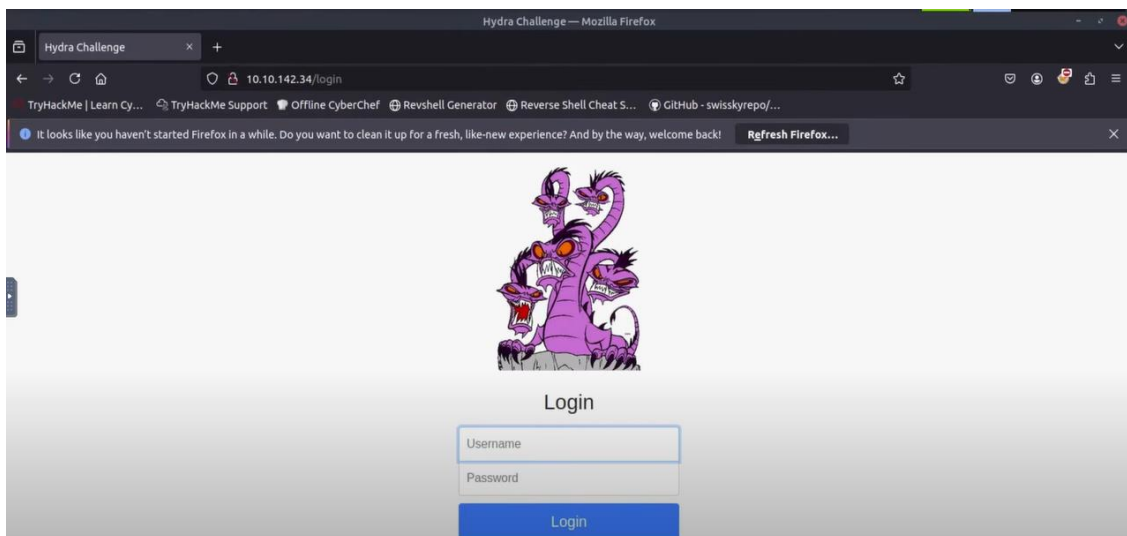 Hydra Challenge — Mozilla Firefox
Hydra Challenge
10.10.142.34/login
TryHackMe | Learn Cy... TryHackMe Support Offline CyberChef Revshell Generator Reverse Shell Cheat S... GitHub - swisskyrepo/...
It looks like you haven't started Firefox in a while. Do you want to clean it up for a fresh, like-new experience? And by the way, welcome back! Refresh Firefox...
Login
Username
Password
Login